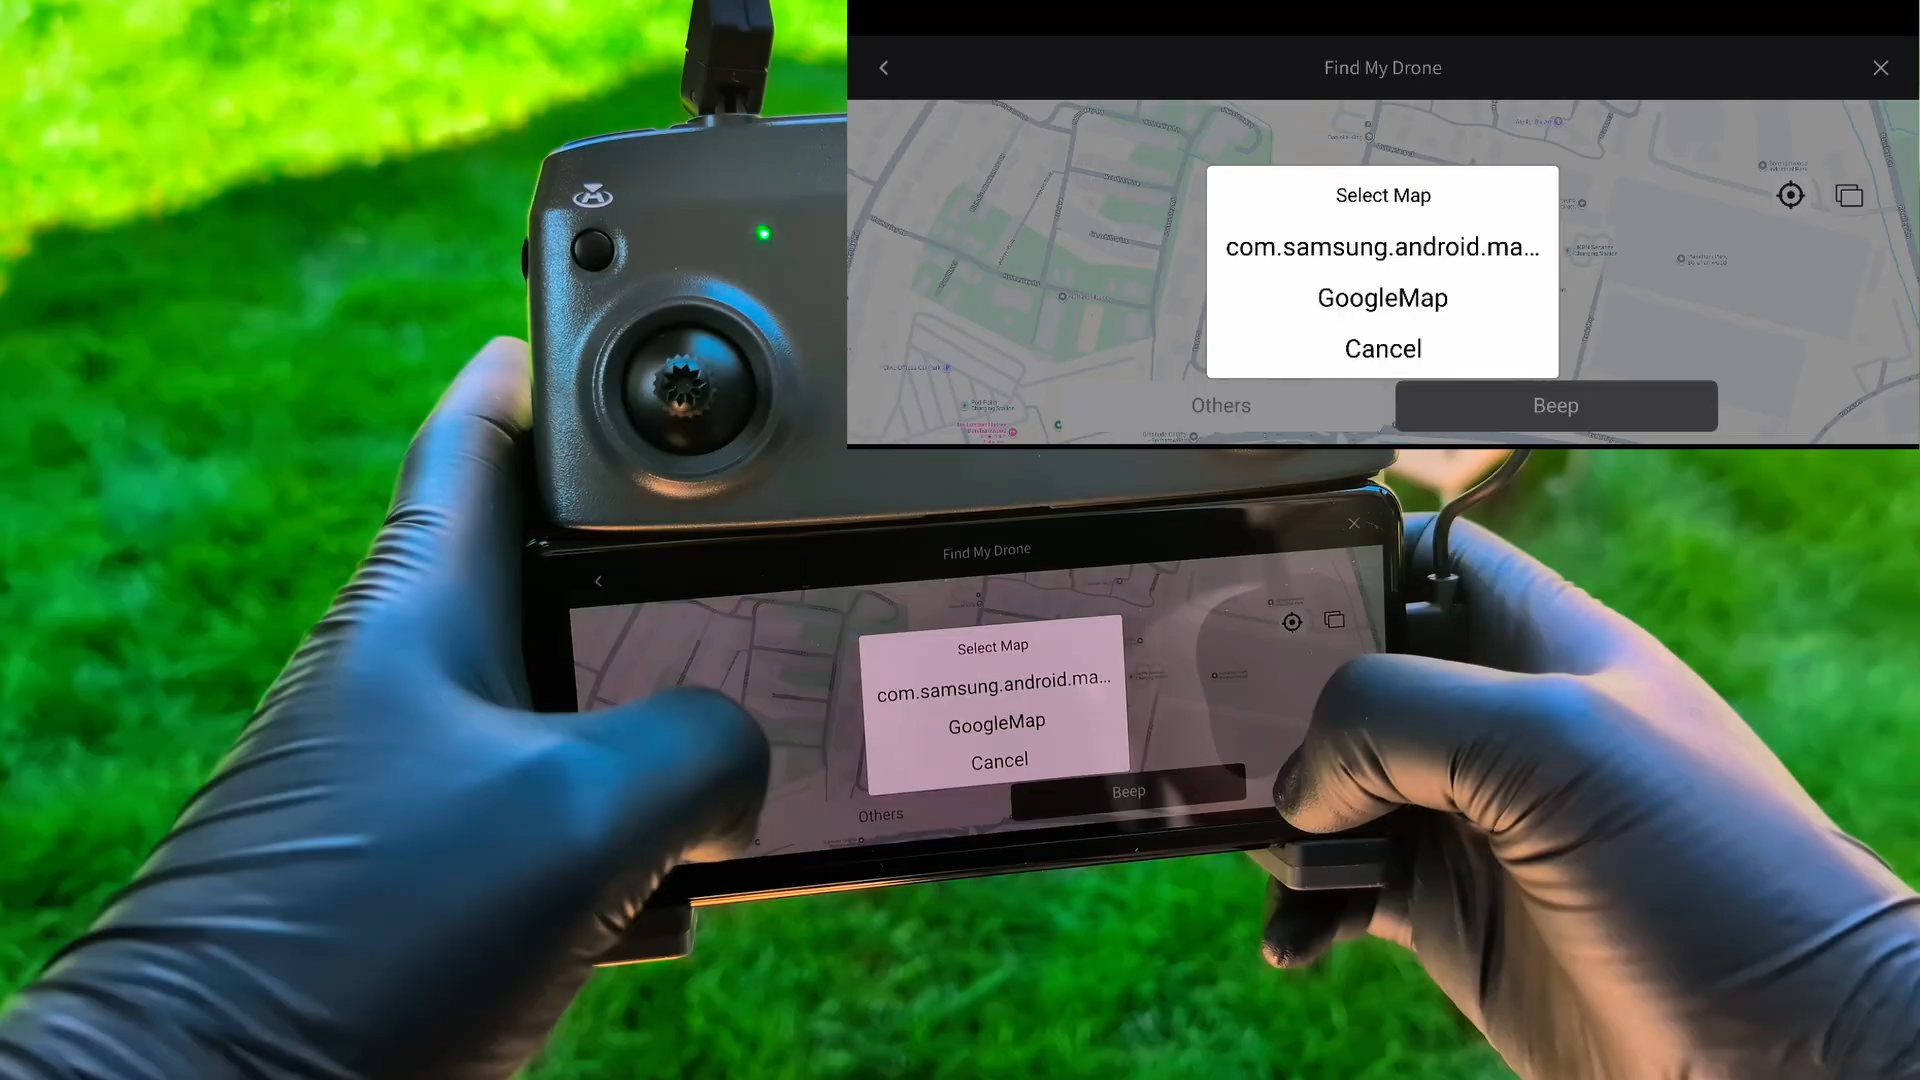 Find My Drone
Select Map
com.samsung.android.ma...
GoogleMap
Cancel
Others
Beep
Find My Drone
Select Map
com.samsung.android.ma...
GoogleMap
Cancel
Others
Beep